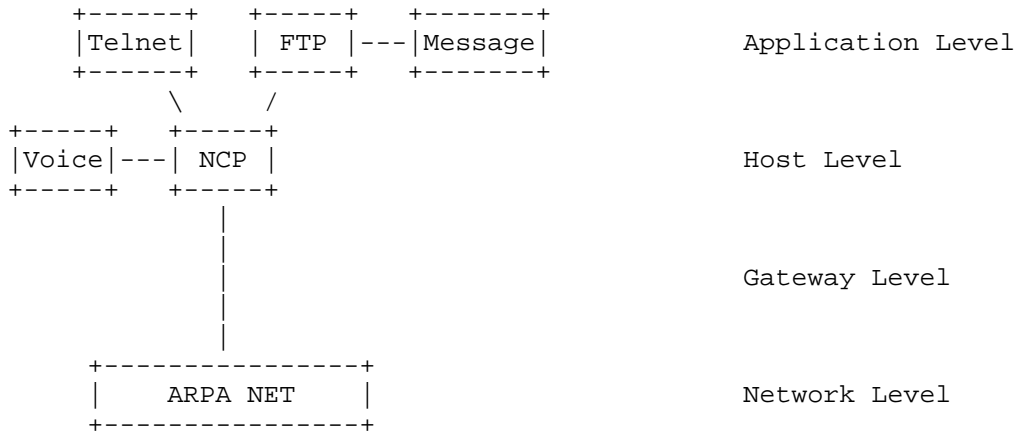 Telnet FTP Message Application Level
Voice NCP Host Level
Gateway Level
ARPA NET Network Level